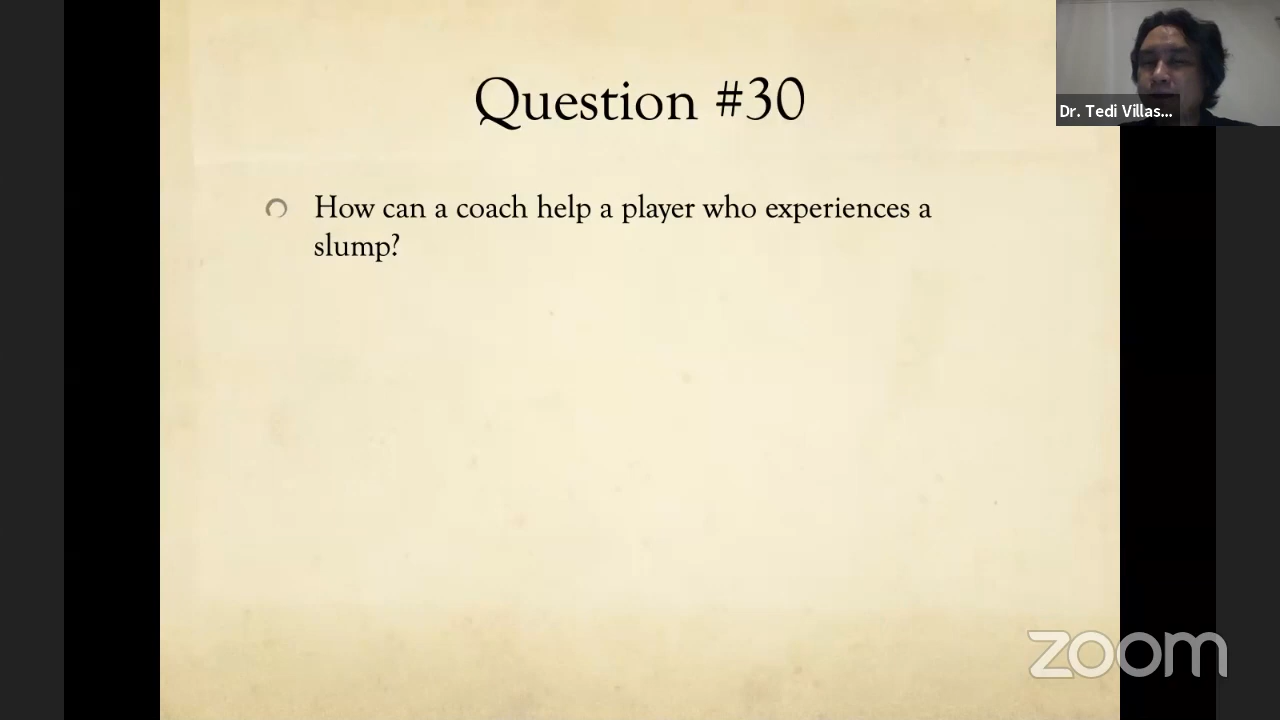 Question #30
Dr. Tedi Villas...
How can a coach help a player who experiences a
slump?
zoom